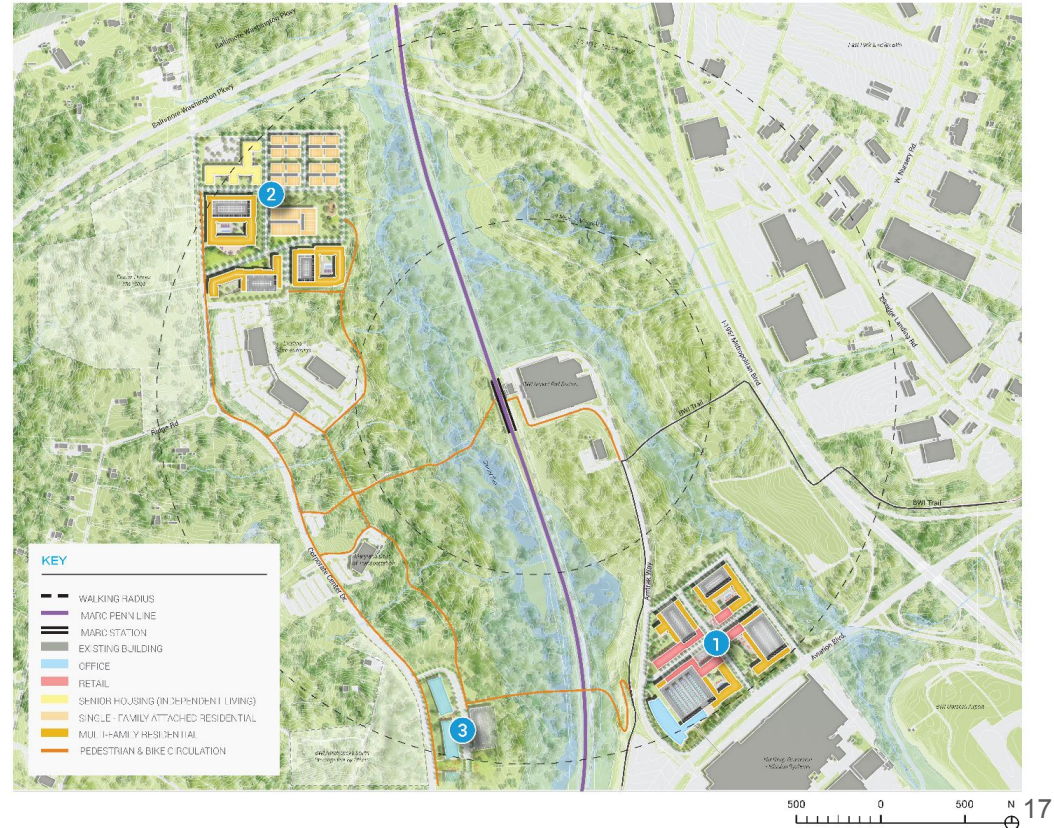 Baltimore Washington Pkwy
Baltimore Washington Pkwy
W. Nursery Rd.
2
I-195/ Metropolitan Blvd.
BWI Trail
BWI Trail
Ridge Rd
Corporate Center Dr.
Amtrak Way
Aviation Blvd.
1
3
KEY
WALKING RADIUS
MARC PENN LINE
MARC STATION
EXISTING BUILDING
OFFICE
RETAIL
SENIOR HOUSING (INDEPENDENT LIVING)
SINGLE - FAMILY ATTACHED RESIDENTIAL
MULTI-FAMILY RESIDENTIAL
PEDESTRIAN & BIKE CIRCULATION
500
0
500
N
17